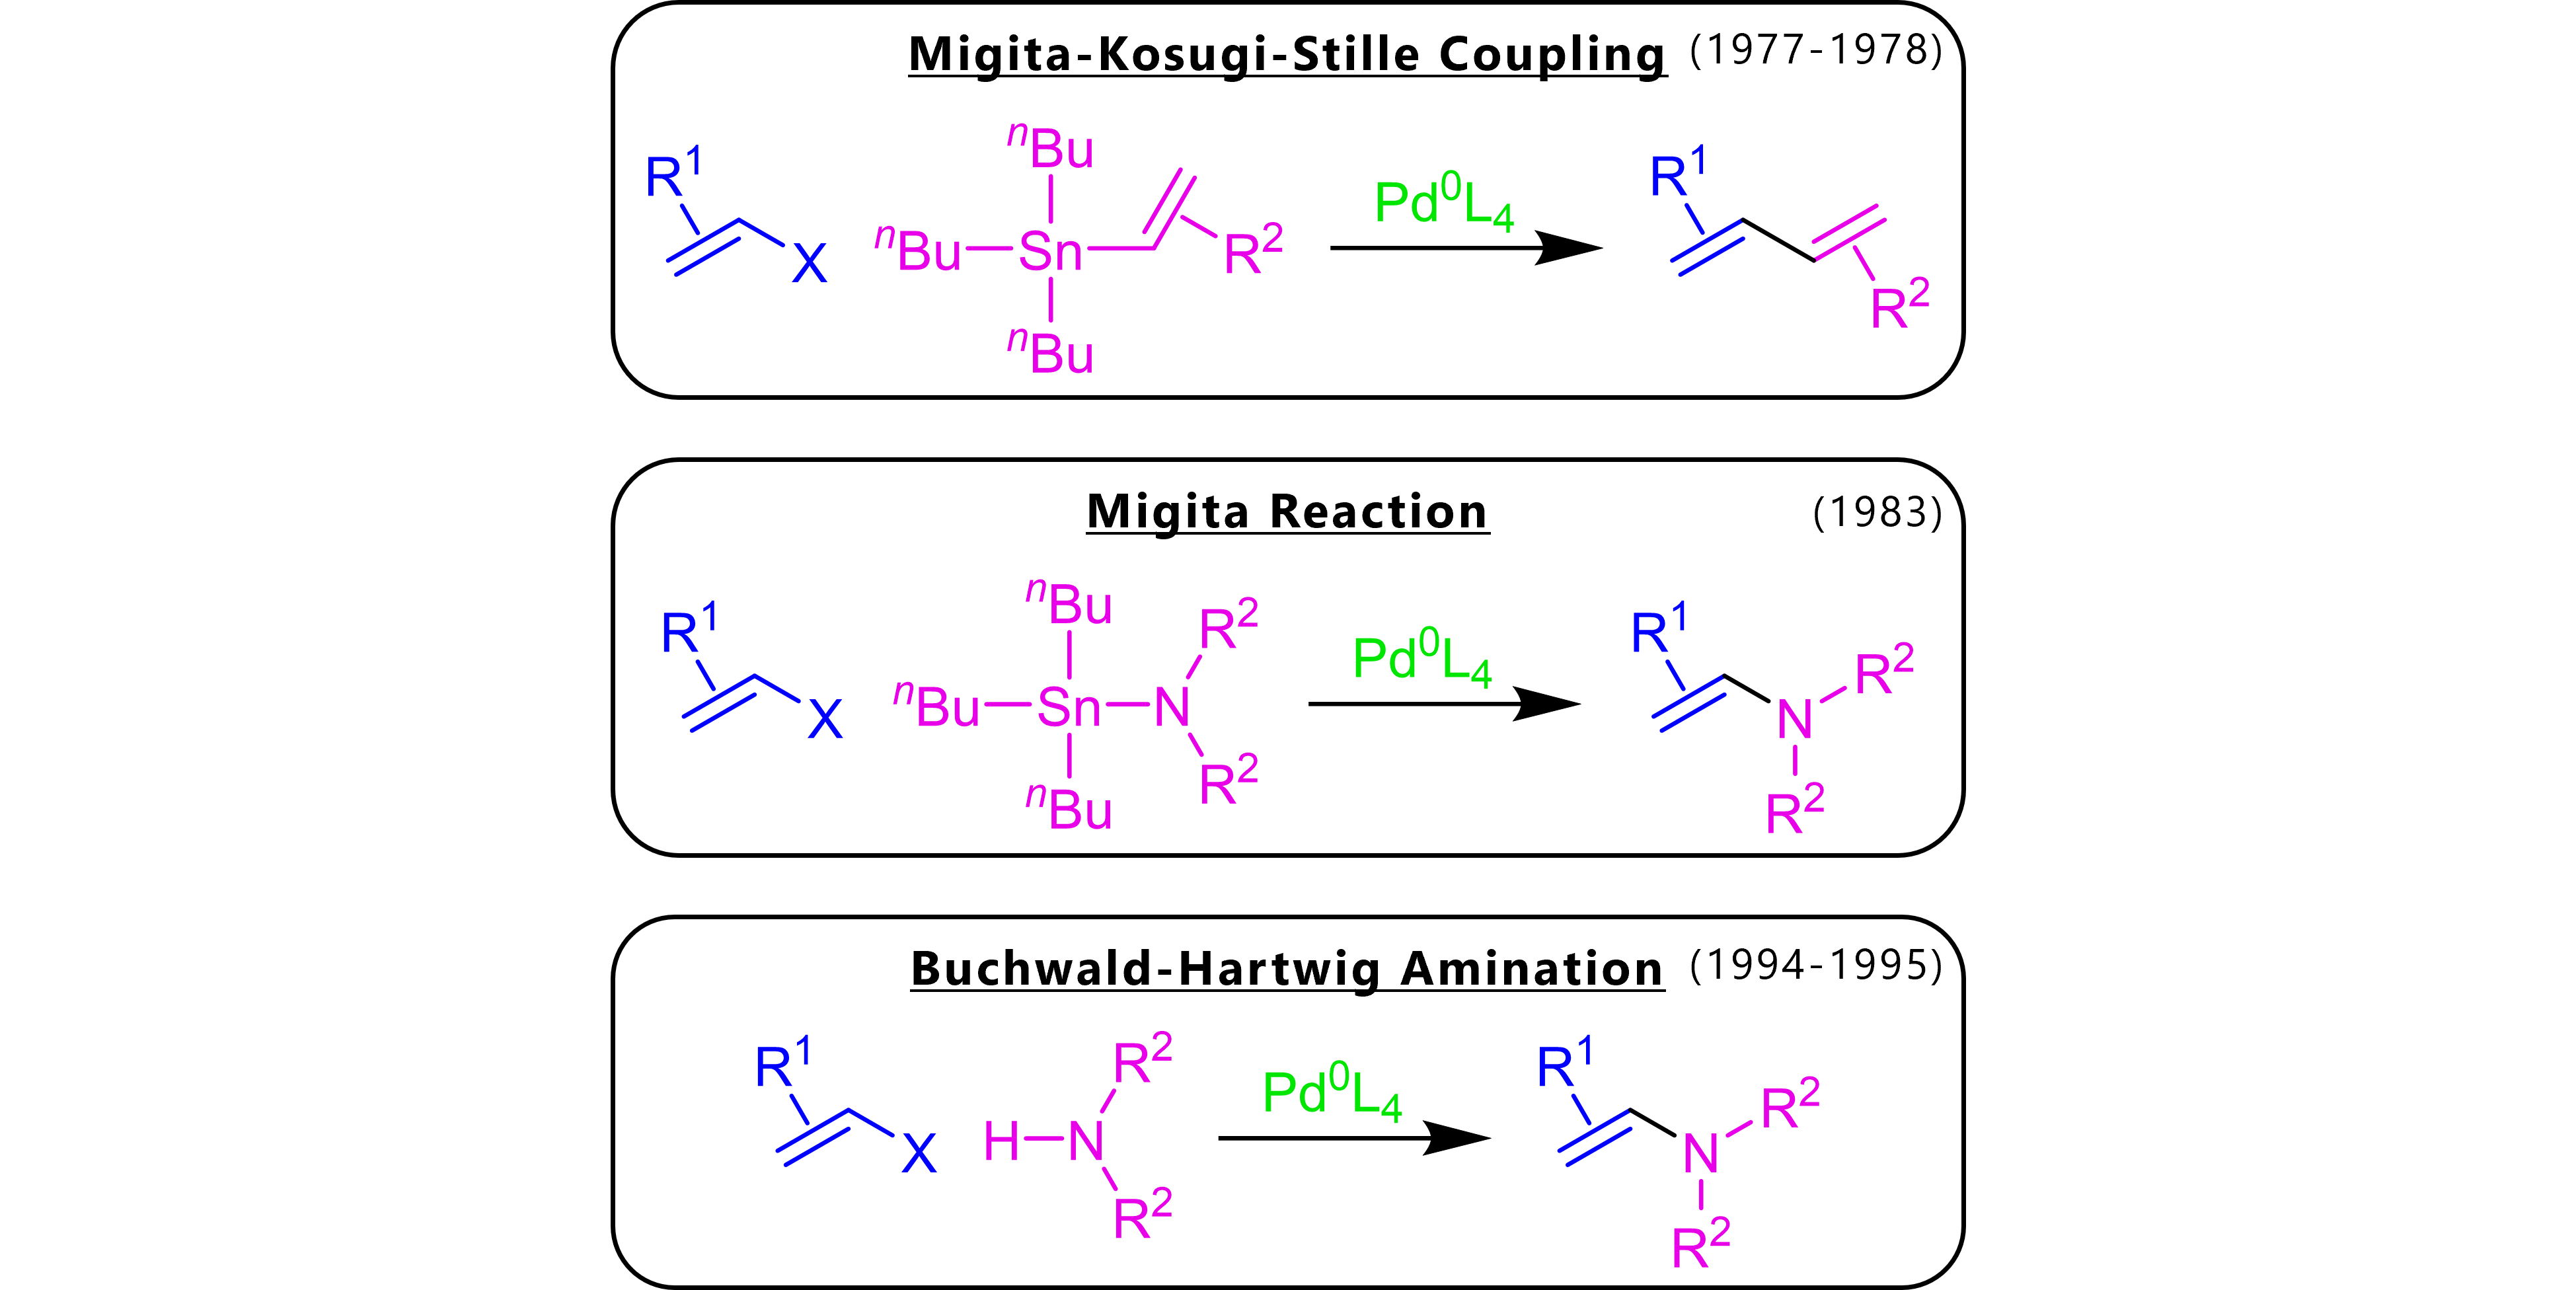 Migita-Kosugi-Stille Coupling (1977-1978)
R¹
X
ⁿBu
ⁿBu
Sn
ⁿBu
R²
Pd⁰L₄
R¹
R²
Migita Reaction (1983)
R¹
X
ⁿBu
ⁿBu
Sn
N
ⁿBu
R²
R²
Pd⁰L₄
R¹
N
R²
R²
Buchwald-Hartwig Amination (1994-1995)
R¹
X
H
N
R²
R²
Pd⁰L₄
R¹
N
R²
R²